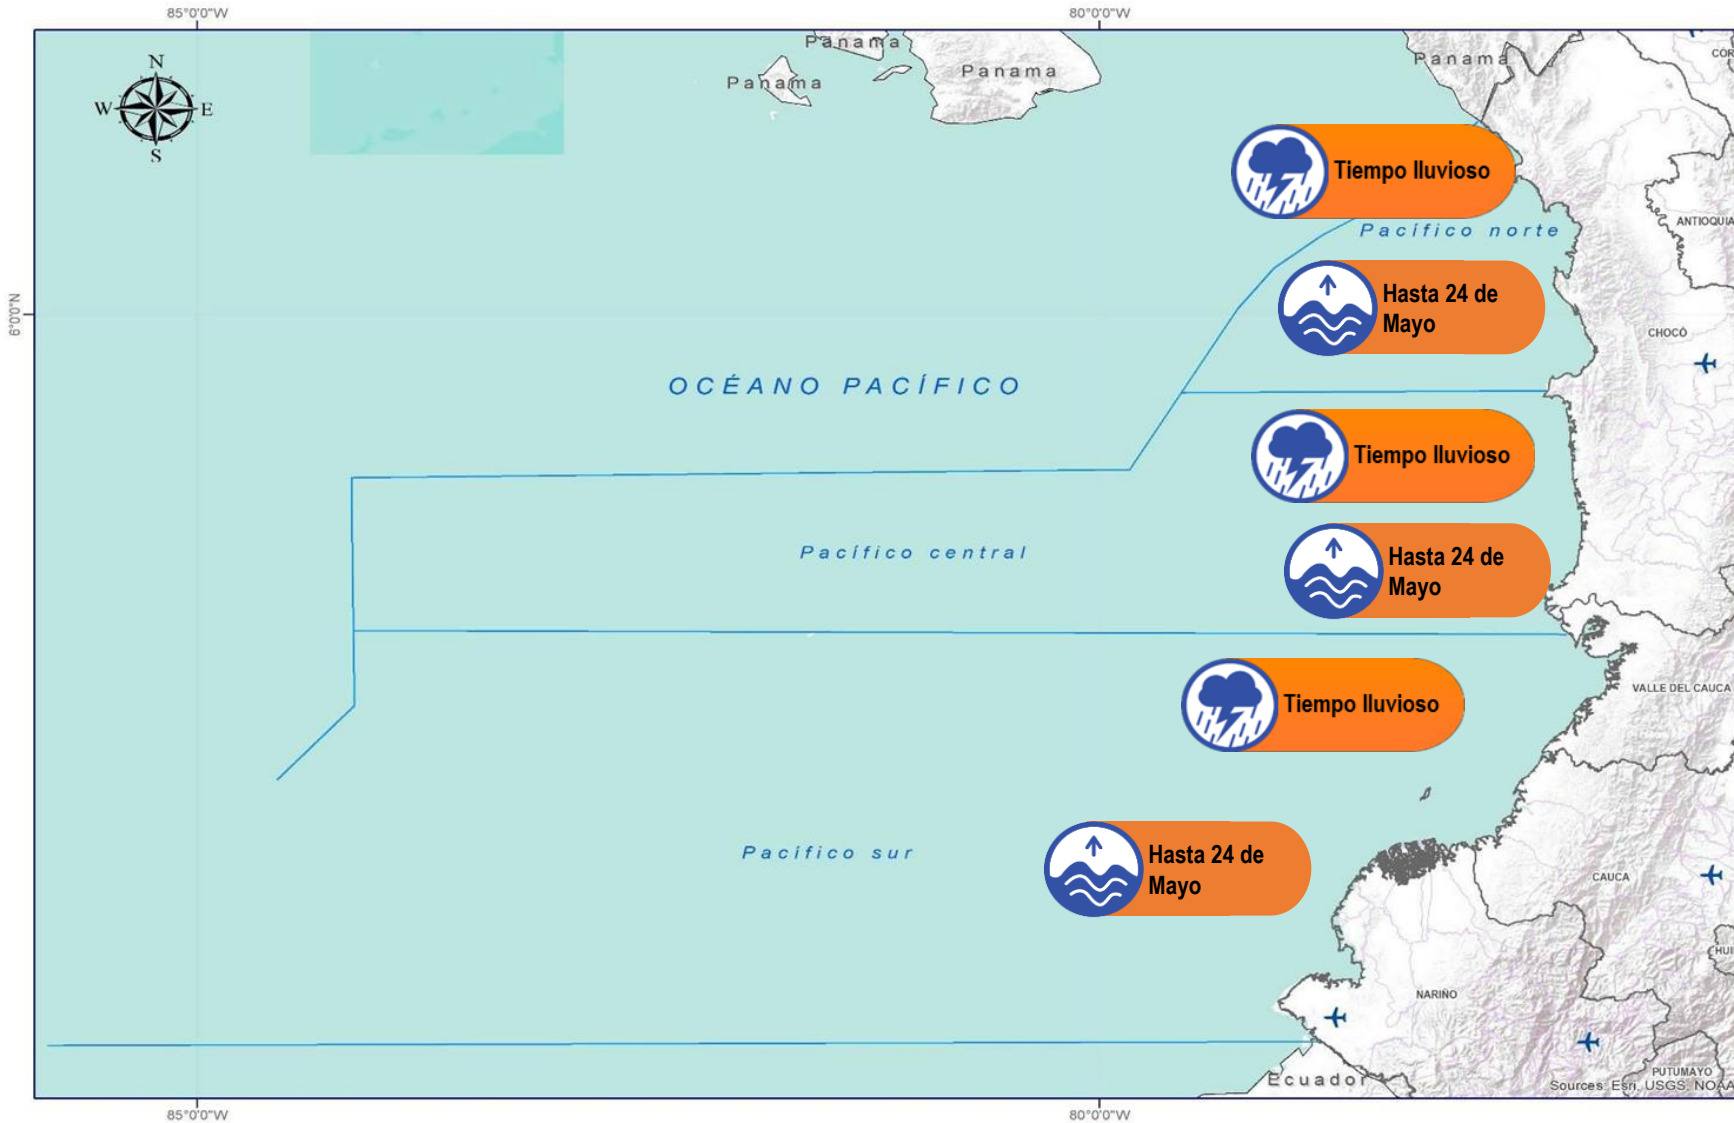 85°0'0"W
80°0'0"W
N
W
E
S
Panama
Panama
Panama
Panama
ANTIOQUIA
Tiempo lluvioso
Pacífico norte
Hasta 24 de
Mayo
6°0'0"N
CHOCÓ
OCÉANO PACÍFICO
Tiempo lluvioso
Pacífico central
Hasta 24 de
Mayo
VALLE DEL CAUCA
Tiempo lluvioso
Pacífico sur
Hasta 24 de
Mayo
CAUCA
HUI
NARIÑO
PUTUMAYO
Ecuador
Sources: Esri, USGS, NOAA
85°0'0"W
80°0'0"W